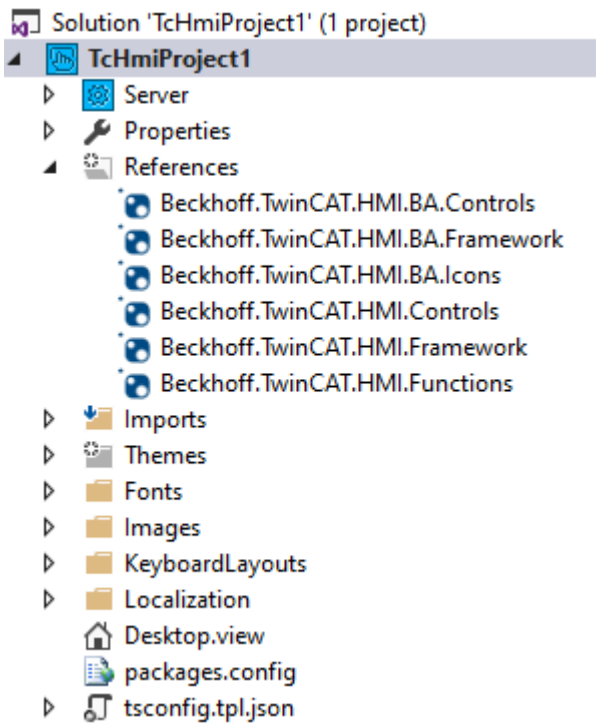 Solution 'TcHmiProject1' (1 project)
TcHmiProject1
Server
Properties
References
Beckhoff.TwinCAT.HMI.BA.Controls
Beckhoff.TwinCAT.HMI.BA.Framework
Beckhoff.TwinCAT.HMI.BA.Icons
Beckhoff.TwinCAT.HMI.Controls
Beckhoff.TwinCAT.HMI.Framework
Beckhoff.TwinCAT.HMI.Functions
Imports
Themes
Fonts
Images
KeyboardLayouts
Localization
Desktop.view
packages.config
tsconfig.tpl.json